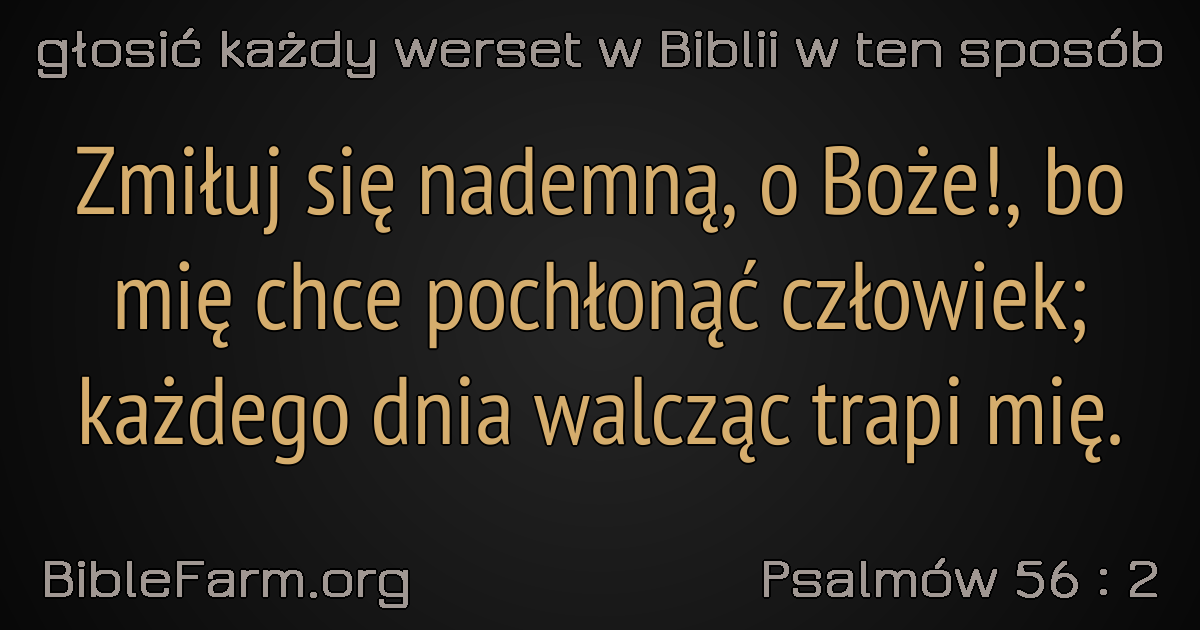 głosić każdy werset w Biblii w ten sposób
Zmiłuj się nademną, o Boże!, bo
mię chce pochłonąć człowiek;
każdego dnia walcząc trapi mię.
BibleFarm.org
Psalmów 56 : 2